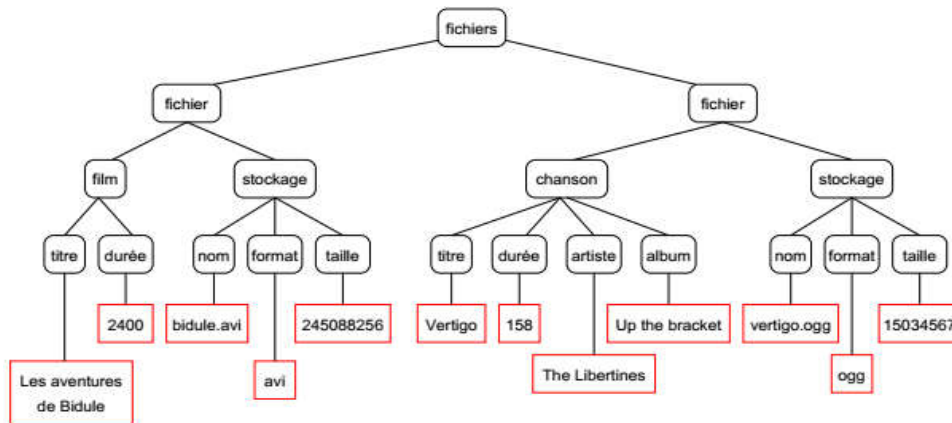 fichiers
fichier
fichier
film
stockage
chanson
stockage
titre
durée
nom
format
taille
titre
durée
artiste
album
nom
format
taille
2400
bidule.avi
245088256
Vertigo
158
Up the bracket
vertigo.ogg
15034567
Les aventures
de Bidule
avi
The Libertines
ogg